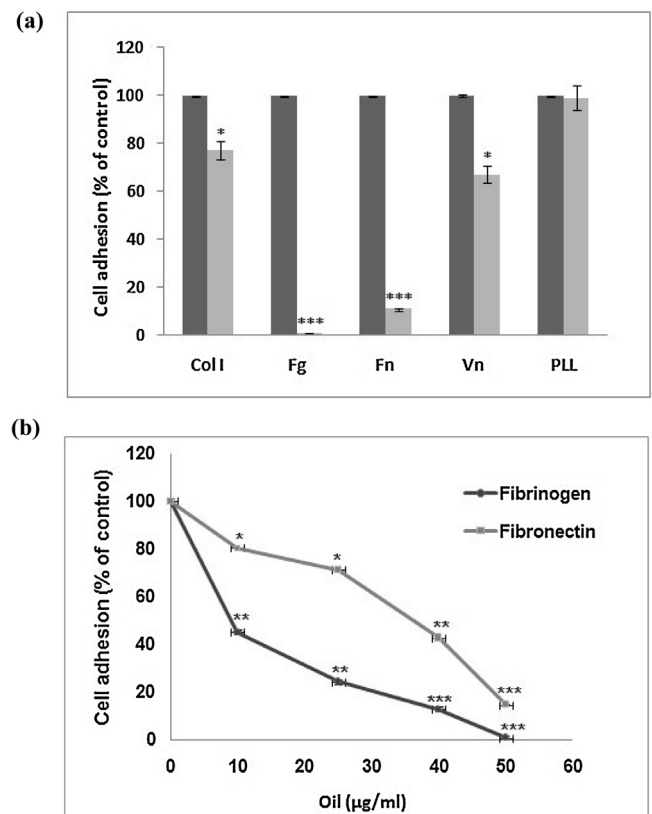 (a)
120
100
80
60
40
20
0
Cell adhesion (% of control)
*
***
***
*
Col I Fg Fn Vn PLL
(b)
120
100
80
60
40
20
0
Cell adhesion (% of control)
Fibrinogen
Fibronectin
*
*
**
**
**
***
***
***
0 10 20 30 40 50 60
Oil (µg/ml)